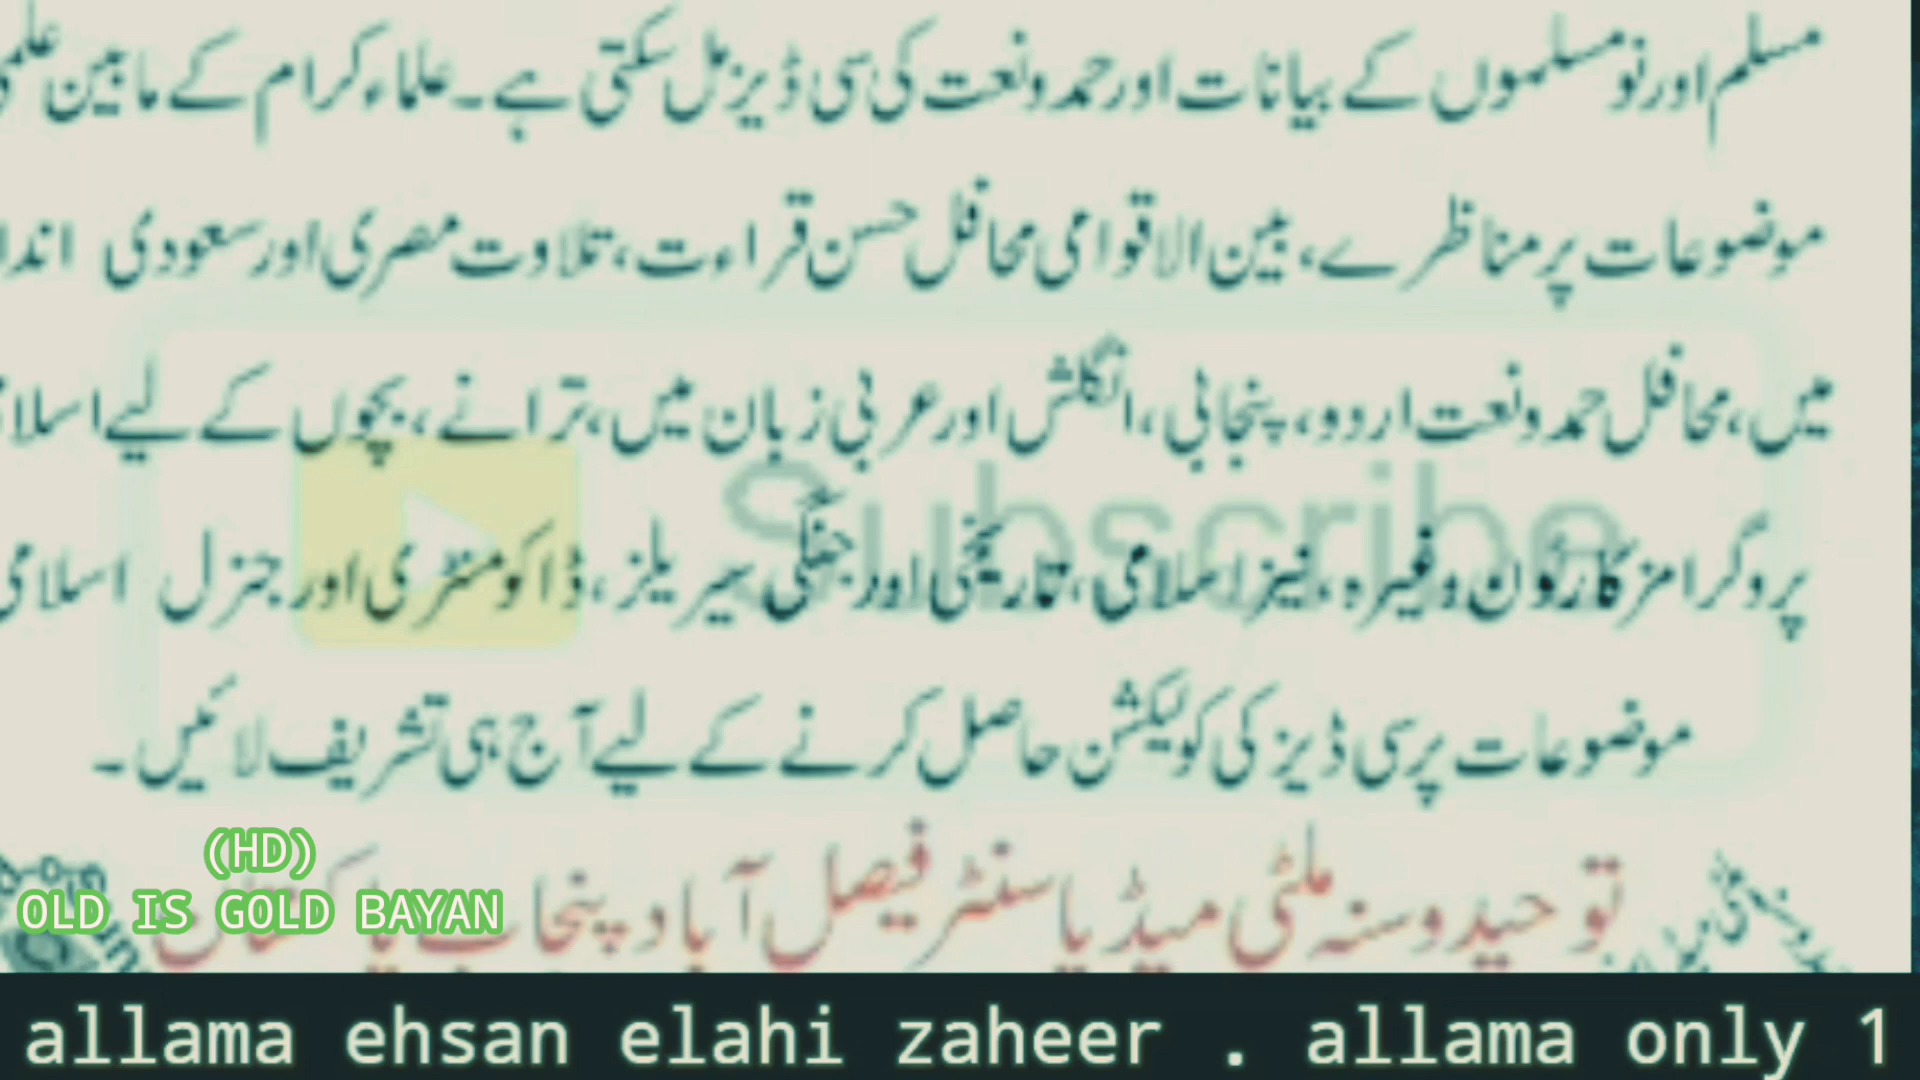 مسلم اور نو مسلموں کے بیانات اور حمد و نعت کی سی ڈیز مل سکتی ہے۔ علماء کرام کے مابین علمی
موضوعات پر مناظرے، بین الاقوامی محافل حسن قراءت، تلاوت مصری اور سعودی
میں، محافل حمد و نعت اردو، پنجابی، انگلش اور عربی زبان میں، ترانے، بچوں کے لیے
Subscribe
پروگرامز کارٹون وغیرہ، نیز اسلامی، تاریخی اور جنگی سیریلز، ڈاکومنٹرمی اور جنرل اسلامی
موضوعات پر سی ڈیز کی کولیکشن حاصل کرنے کے لیے آج ہی تشریف لائیں۔
توحید و سنہ ملٹی میڈیا سنٹر فیصل آباد پنجاب پاکستان
(HD)
OLD IS GOLD BAYAN
allama ehsan elahi zaheer . allama only 1